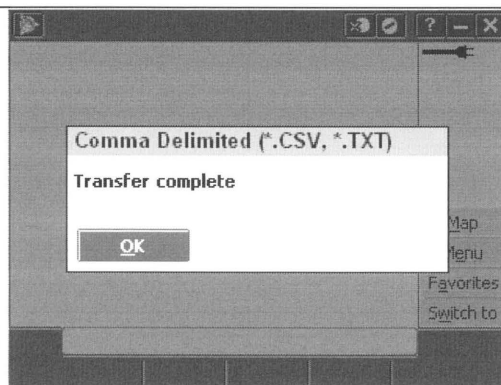 ?
Comma Delimited (*.CSV, *.TXT)
Transfer complete
OK
Map
Menu
Favorites
Switch to